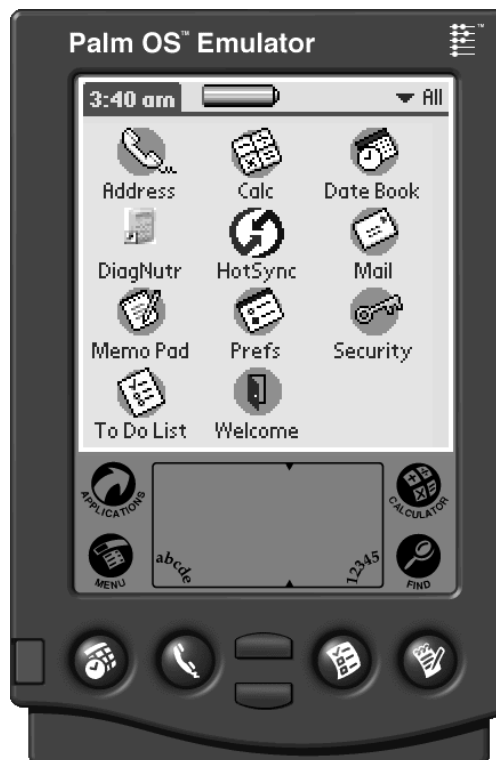 Palm OS™ Emulator
™
3:40 am
All
Address Calc Date Book
DiagNutr HotSync Mail
Memo Pad Prefs Security
To Do List Welcome
APPLICATIONS
CALCULATOR
abcde
12345
MENU
FIND